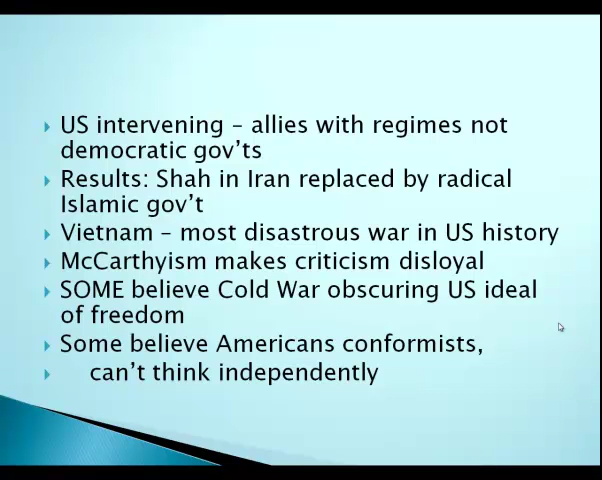 US intervening – allies with regimes not
democratic gov'ts
Results: Shah in Iran replaced by radical
Islamic gov't
Vietnam – most disastrous war in US history
McCarthyism makes criticism disloyal
SOME believe Cold War obscuring US ideal
of freedom
Some believe Americans conformists,
can't think independently